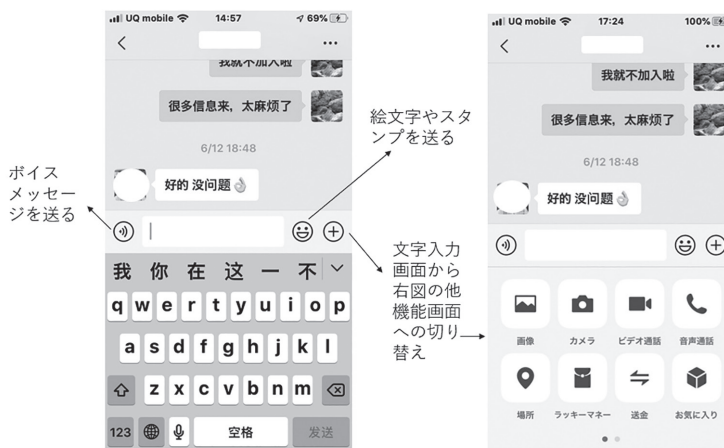 UQ mobile 14:57 69%
我就不加入啦
很多信息来，太麻烦了
6/12 18:48
好的 没问题👌
我 你 在 这 一 不
q w e r t y u i o p
a s d f g h j k l
z x c v b n m
123 空格 发送
ボイス
メッセー
ジを送る
絵文字やスタ
ンプを送る
文字入力
画面から
右図の他
機能画面
への切り
替え
UQ mobile 17:24 100%
我就不加入啦
很多信息来，太麻烦了
6/12 18:48
好的 没问题👌
画像 カメラ ビデオ通話 音声通話
場所 ラッキーマネー 送金 お気に入り